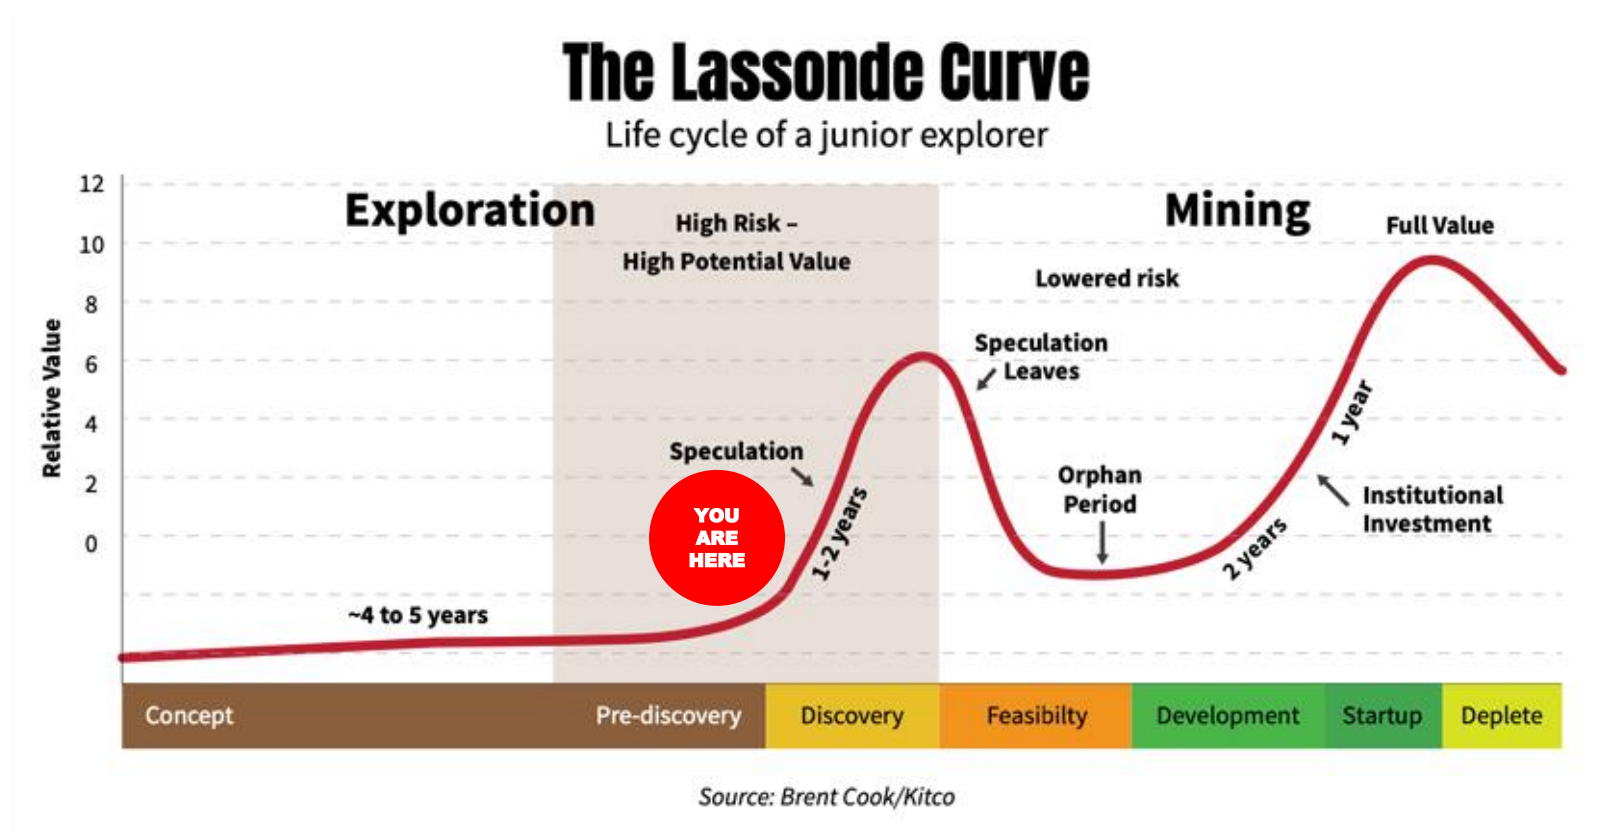 The Lassonde Curve
Life cycle of a junior explorer
12
10
8
6
4
2
0
Relative Value
Exploration
High Risk –
High Potential Value
Mining
Full Value
Lowered risk
Speculation
Leaves
Speculation
YOU
ARE
HERE
1-2 years
~4 to 5 years
Orphan
Period
1 year
2 years
Institutional
Investment
Concept
Pre-discovery
Discovery
Feasibilty
Development
Startup
Deplete
Source: Brent Cook/Kitco